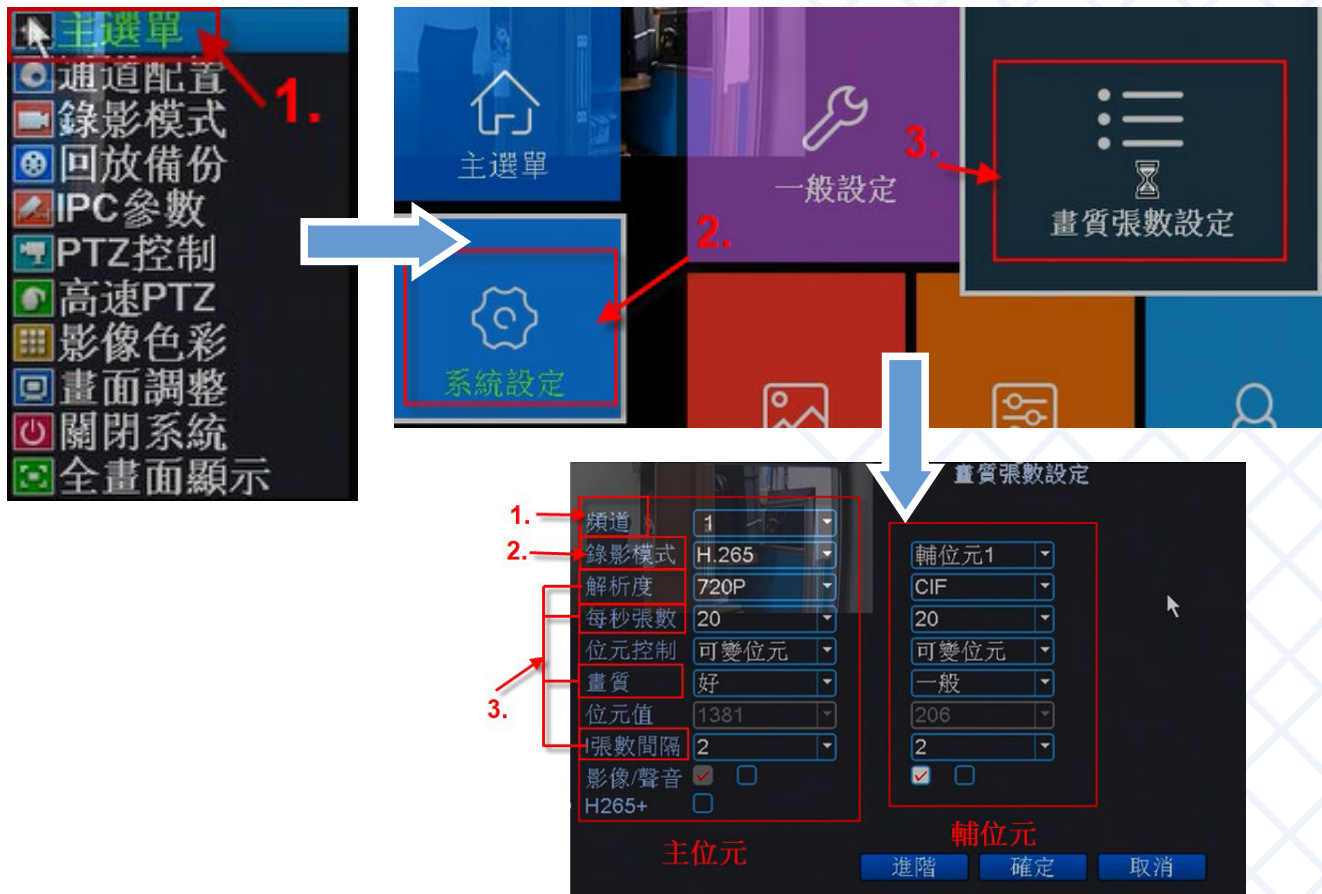 主選單
通道配置
錄影模式
回放備份
IPC參數
PTZ控制
高速PTZ
影像色彩
畫面調整
關閉系統
全畫面顯示
1.
主選單
一般設定
3.
畫質張數設定
2.
系統設定
畫質張數設定
1.
頻道 1
2.
錄影模式 H.265 輔位元1
解析度 720P CIF
每秒張數 20 20
位元控制 可變位元 可變位元
3.
畫質 好 一般
位元值 1381 206
I張數間隔 2 2
影像/聲音
H265+
主位元
輔位元
進階 確定 取消